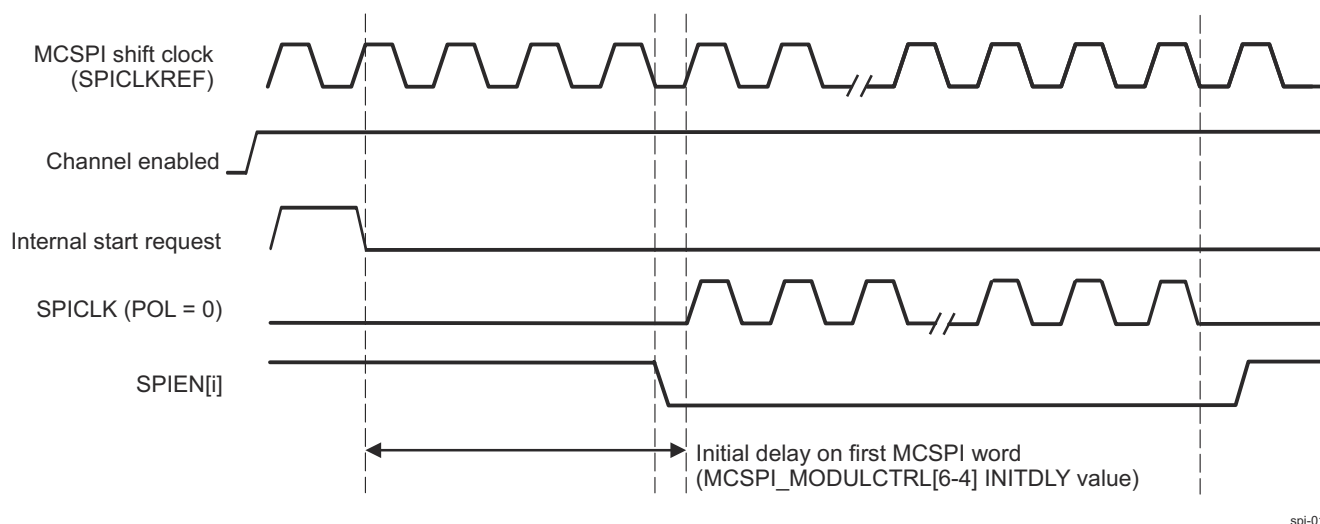 MCSPI shift clock
(SPICLKREF)
Channel enabled
Internal start request
SPICLK (POL = 0)
SPIEN[i]
Initial delay on first MCSPI word
(MCSPI_MODULCTRL[6-4] INITDLY value)